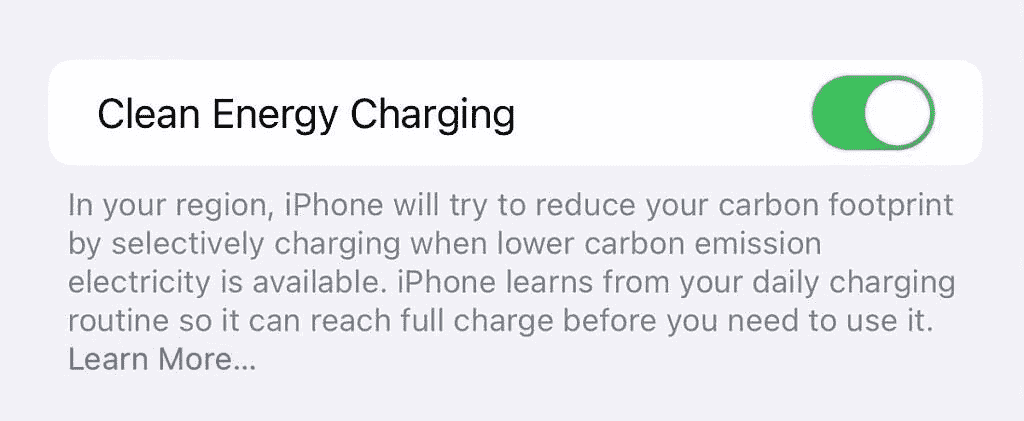 Clean Energy Charging
In your region, iPhone will try to reduce your carbon footprint
by selectively charging when lower carbon emission
electricity is available. iPhone learns from your daily charging
routine so it can reach full charge before you need to use it.
Learn More...